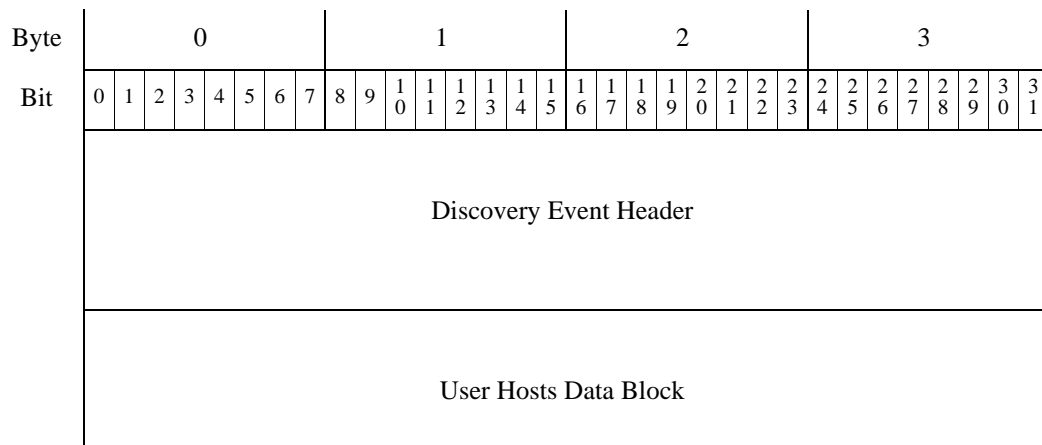 Byte 0 1 2 3
Bit 0 1 2 3 4 5 6 7 8 9 10 11 12 13 14 15 16 17 18 19 20 21 22 23 24 25 26 27 28 29 30 31
Discovery Event Header
User Hosts Data Block